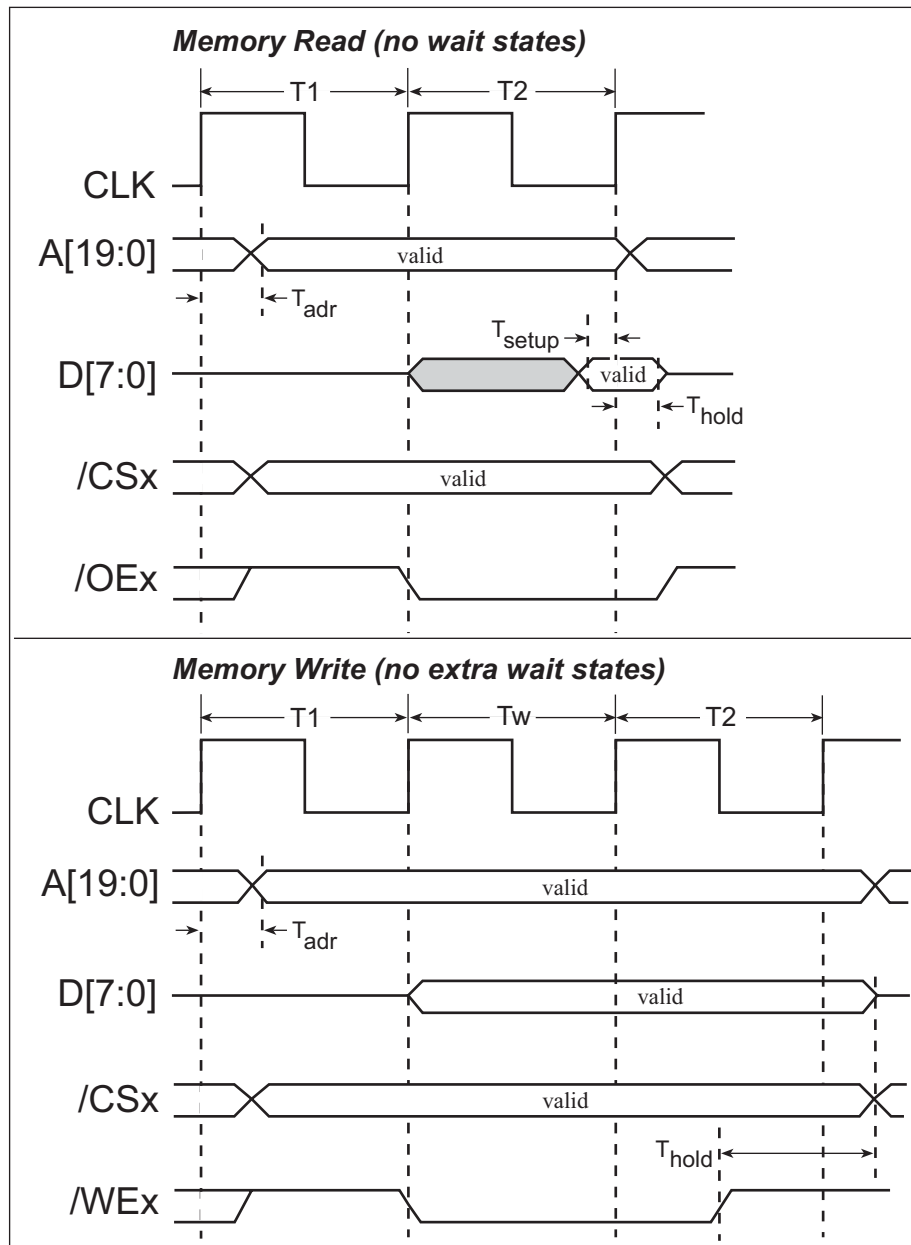 Memory Read (no wait states)
T1 T2
CLK
A[19:0] valid
Tadr
Tsetup
D[7:0] valid
Thold
/CSx valid
/OEx
Memory Write (no extra wait states)
T1 Tw T2
CLK
A[19:0] valid
Tadr
D[7:0] valid
/CSx valid
Thold
/WEx